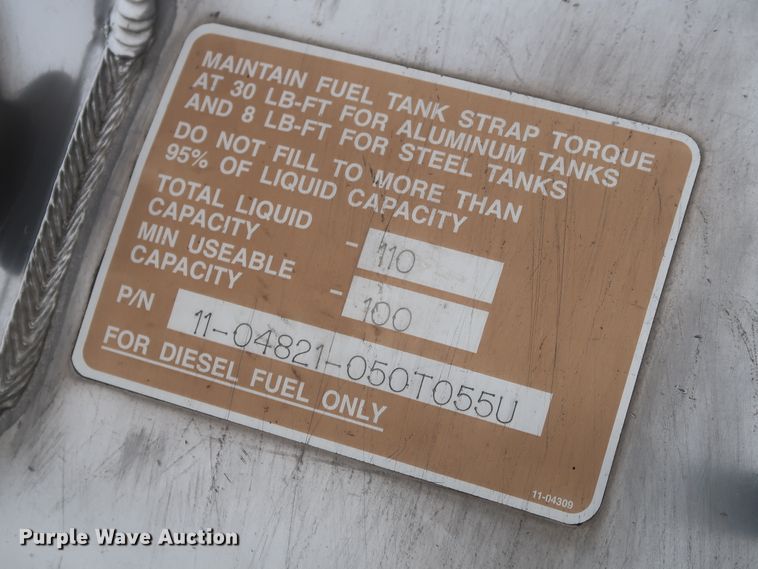 MAINTAIN FUEL TANK STRAP TORQUE
AT 30 LB-FT FOR ALUMINUM TANKS
AND 8 LB-FT FOR STEEL TANKS
DO NOT FILL TO MORE THAN
95% OF LIQUID CAPACITY
TOTAL LIQUID
CAPACITY - 110
MIN USEABLE
CAPACITY - 100
P/N 11-04821-050T055U
FOR DIESEL FUEL ONLY
11-04309
Purple Wave Auction